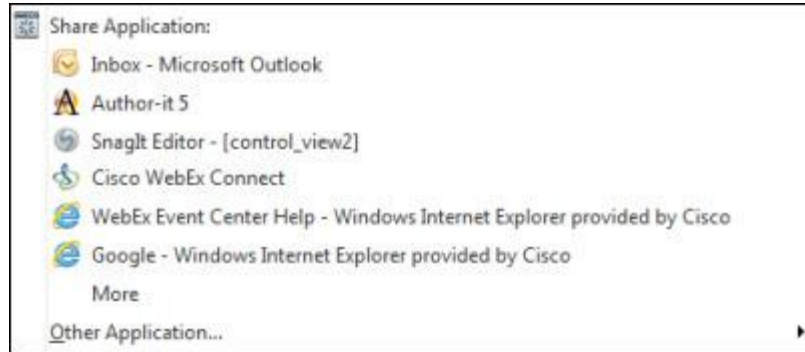 Share Application:
Inbox - Microsoft Outlook
Author-it 5
SnagIt Editor - [control_view2]
Cisco WebEx Connect
WebEx Event Center Help - Windows Internet Explorer provided by Cisco
Google - Windows Internet Explorer provided by Cisco
More
Other Application...